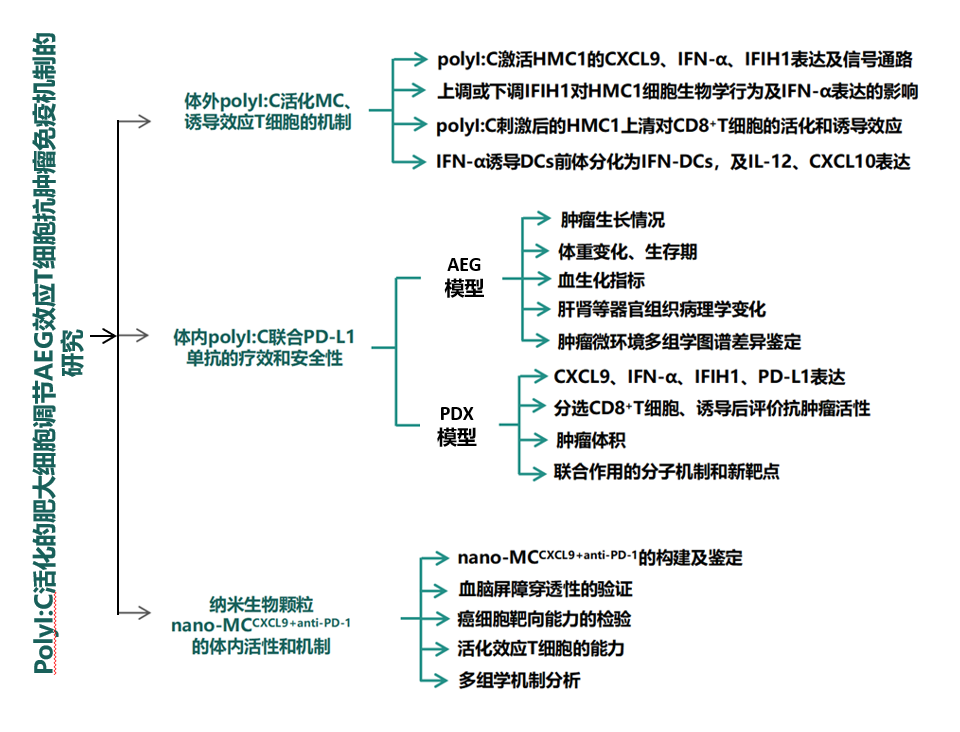 PolyI:C活化的肥大细胞调节AEG效应T细胞抗肿瘤免疫机制的
研究
体外polyI:C活化MC、
诱导效应T细胞的机制
polyI:C激活HMC1的CXCL9、IFN-α、IFIH1表达及信号通路
上调或下调IFIH1对HMC1细胞生物学行为及IFN-α表达的影响
polyI:C刺激后的HMC1上清对CD8⁺T细胞的活化和诱导效应
IFN-α诱导DCs前体分化为IFN-DCs，及IL-12、CXCL10表达
体内polyI:C联合PD-L1
单抗的疗效和安全性
AEG
模型
肿瘤生长情况
体重变化、生存期
血生化指标
肝肾等器官组织病理学变化
肿瘤微环境多组学图谱差异鉴定
PDX
模型
CXCL9、IFN-α、IFIH1、PD-L1表达
分选CD8⁺T细胞、诱导后评价抗肿瘤活性
肿瘤体积
联合作用的分子机制和新靶点
纳米生物颗粒
nano-MCCXCL9+anti-PD-1
的体内活性和机制
nano-MCCXCL9+anti-PD-1的构建及鉴定
血脑屏障穿透性的验证
癌细胞靶向能力的检验
活化效应T细胞的能力
多组学机制分析